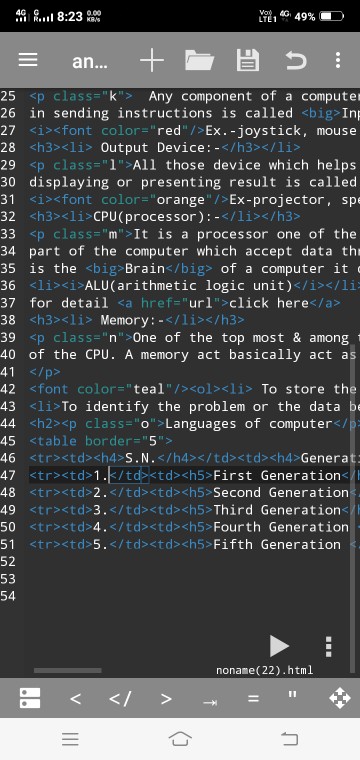 4G G R 8:23 0.00 KB/s Vo) LTE1 4G 49%
an...
25 <p class="k">  Any component of a computer
26 in sending instructions is called <big>Inp
27 <i><font color="red"/>Ex.-joystick, mouse
28 <h3><li> Output Device:-</h3></li>
29 <p class="l">All those device which helps
30 displaying or presenting result is called
31 <i><font color="orange"/>Ex-projector, spe
32 <h3><li>CPU(processor):-</li></h3>
33 <p class="m">It is a processor one of the
34 part of the computer which accept data thr
35 is the <big>Brain</big> of a computer it c
36 <li><i>ALU(arithmetic logic unit)</i></li>
37 for detail <a href="url">click here</a>
38 <h3><li> Memory:-</li></h3>
39 <p class="n">One of the top most & among t
40 of the CPU. A memory act basically act as
41 </p>
42 <font color="teal"/><ol><li> To store the
43 <li>To identify the problem or the data be
44 <h2><p class="o">Languages of computer</p>
45 <table border="5">
46 <tr><td><h4>S.N.</h4></td><td><h4>Generati
47 <tr><td>1.</td><td><h5>First Generation</h
48 <tr><td>2.</td><td><h5>Second Generation<
49 <tr><td>3.</td><td><h5>Third Generation</h
50 <tr><td>4.</td><td><h5>Fourth Generation <
51 <tr><td>5.</td><td><h5>Fifth Generation </
52
53
54
noname(22).html
< </ > = "